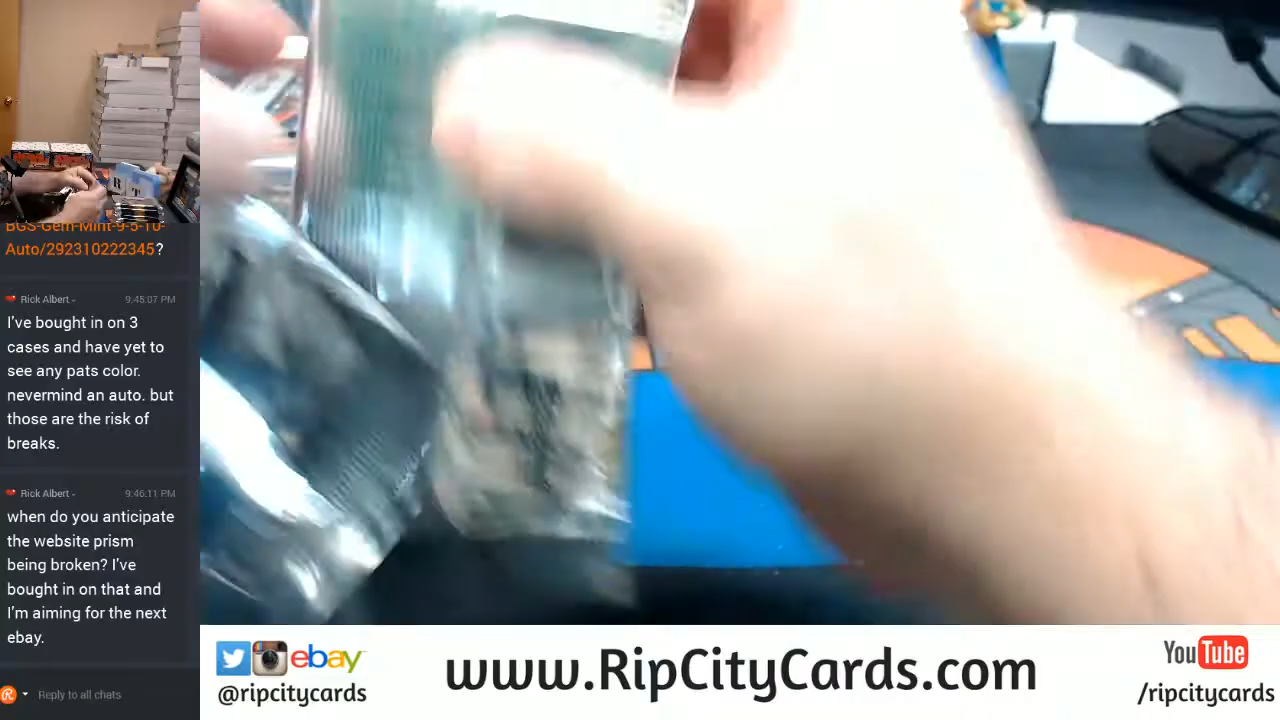 BGS-Gem-Mint-9-5-10-
Auto/292310222345?
Rick Albert - 9:45:07 PM
I've bought in on 3
cases and have yet to
see any pats color.
nevermind an auto. but
those are the risk of
breaks.
Rick Albert - 9:46:11 PM
when do you anticipate
the website prism
being broken? I've
bought in on that and
I'm aiming for the next
ebay.
Reply to all chats
ebay
@ripcitycards
www.RipCityCards.com
YouTube
/ripcitycards